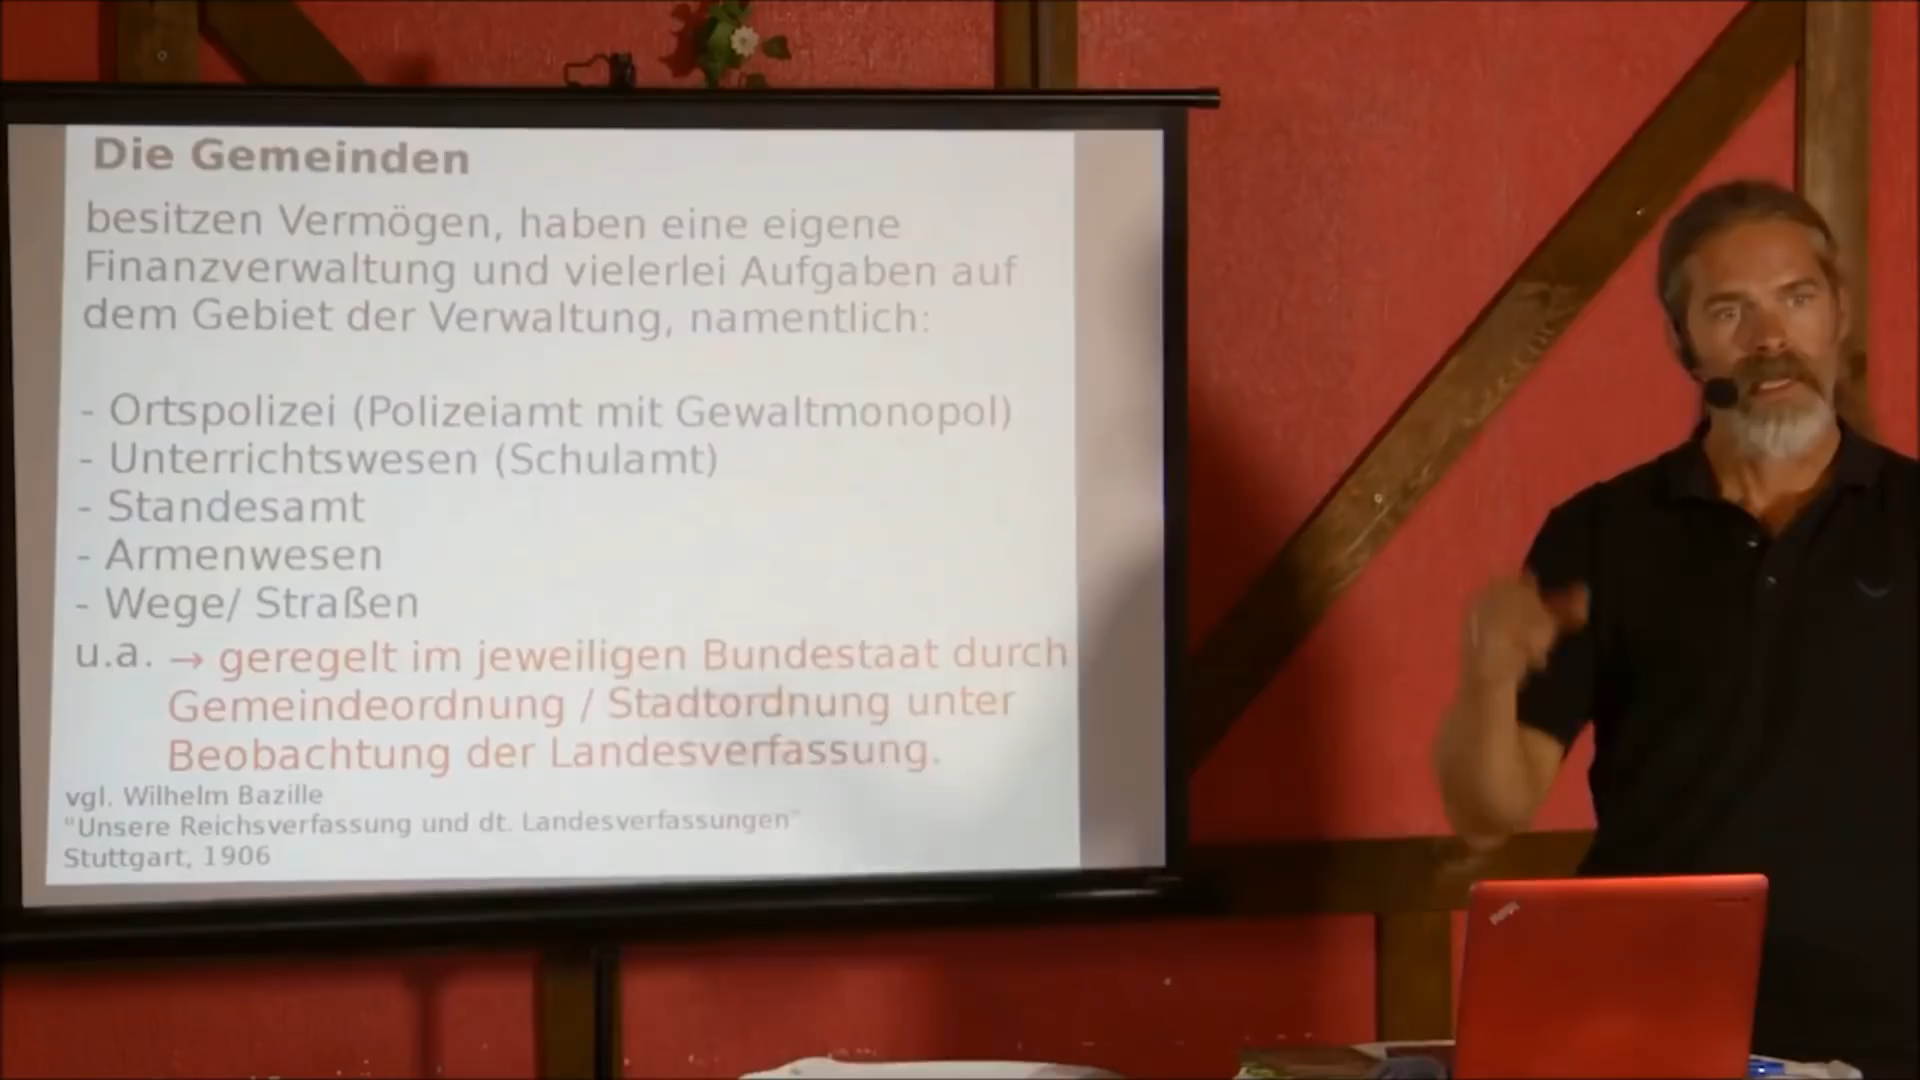 Die Gemeinden
besitzen Vermögen, haben eine eigene
Finanzverwaltung und vielerlei Aufgaben auf
dem Gebiet der Verwaltung, namentlich:
- Ortspolizei (Polizeiamt mit Gewaltmonopol)
- Unterrichtswesen (Schulamt)
- Standesamt
- Armenwesen
- Wege/ Straßen
u.a. → geregelt im jeweiligen Bundestaat durch
Gemeindeordnung / Stadtordnung unter
Beobachtung der Landesverfassung.
vgl. Wilhelm Bazille
"Unsere Reichsverfassung und dt. Landesverfassungen"
Stuttgart, 1906